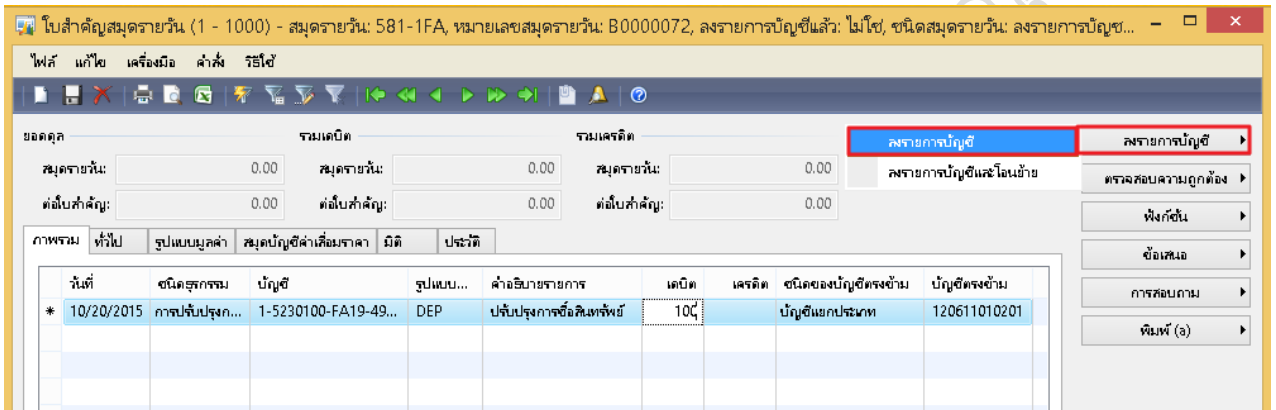 ใบสำคัญสมุดรายวัน (1 - 1000) - สมุดรายวัน: 581-1FA, หมายเลขสมุดรายวัน: B0000072, ลงรายการบัญชีแล้ว: ไม่ใช่, ชนิดสมุดรายวัน: ลงรายการบัญช...
ไฟล์ แก้ไข เครื่องมือ คำสั่ง วิธีใช้
ยอดดุล รวมเดบิต รวมเครดิต ลงรายการบัญชี ลงรายการบัญชี
สมุดรายวัน: 0.00 สมุดรายวัน: 0.00 สมุดรายวัน: 0.00 ลงรายการบัญชีและโอนย้าย ตรวจสอบความถูกต้อง
ต่อใบสำคัญ: 0.00 ต่อใบสำคัญ: 0.00 ต่อใบสำคัญ: 0.00 ฟังก์ชัน
ภาพรวม ทั่วไป รูปแบบมูลค่า สมุดบัญชีค่าเสื่อมราคา มิติ ประวัติ ข้อเสนอ
วันที่ ชนิดธุรกรรม บัญชี รูปแบบ... คำอธิบายรายการ เดบิต เครดิต ชนิดของบัญชีตรงข้าม บัญชีตรงข้าม การสอบถาม
* 10/20/2015 การปรับปรุงก... 1-5230100-FA19-49... DEP ปรับปรุงการซื้อสินทรัพย์ บัญชีแยกประเภท 120611010201
พิมพ์ (a)